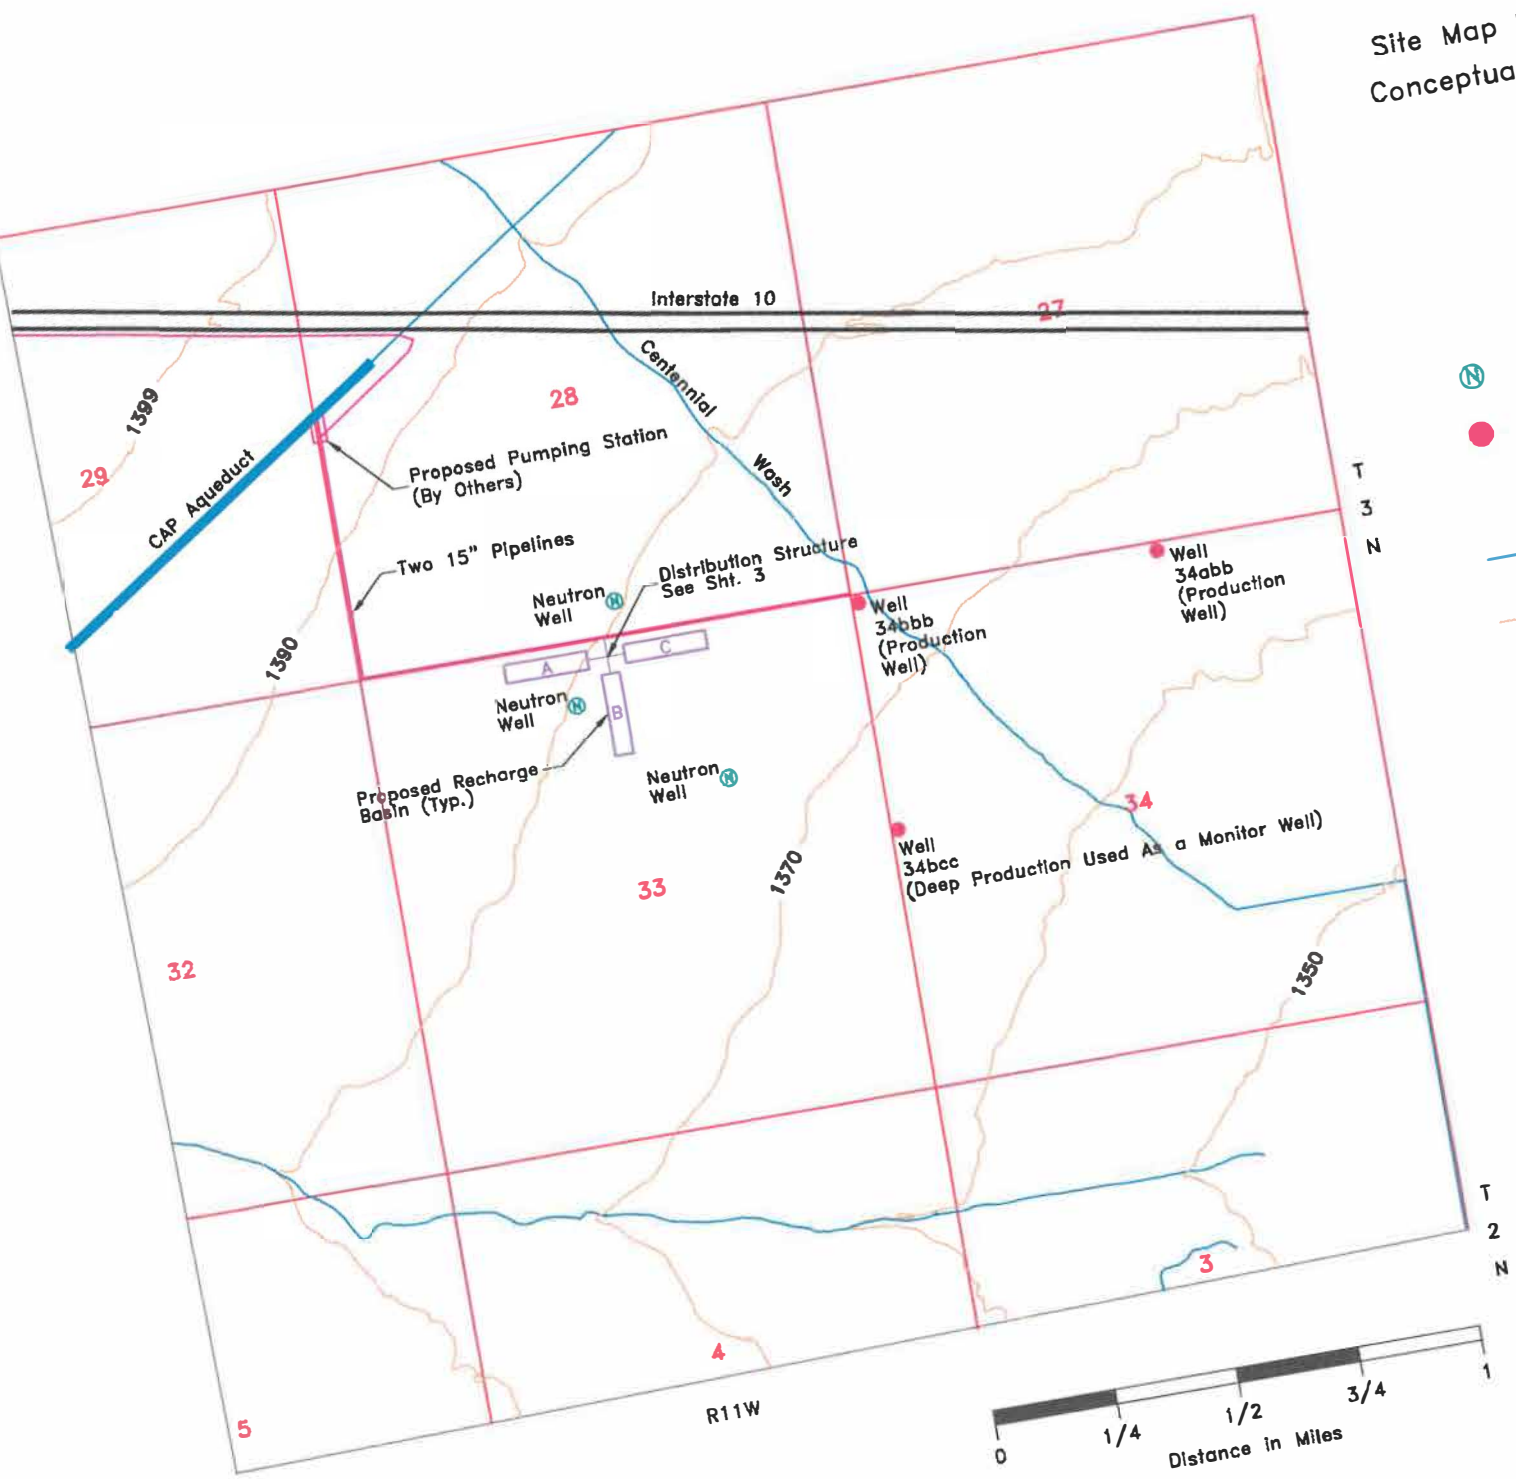 Site Map
Conceptua
Interstate 10
27
Centennial
Wash
28
1399
29
CAP Aqueduct
Proposed Pumping Station
(By Others)
T
3
N
Two 15" Pipelines
Distribution Structure
See Sht. 3
Neutron
Well
N
Well
34abb
(Production
Well)
Well
34bbb
(Production
Well)
1390
A
C
B
Neutron
Well
N
Neutron
Well
N
Proposed Recharge
Basin (Typ.)
N
34
Well
34bcc
(Deep Production Used As a Monitor Well)
1370
33
32
1350
T
2
N
3
4
5
R11W
0
1/4
1/2
3/4
1
Distance in Miles